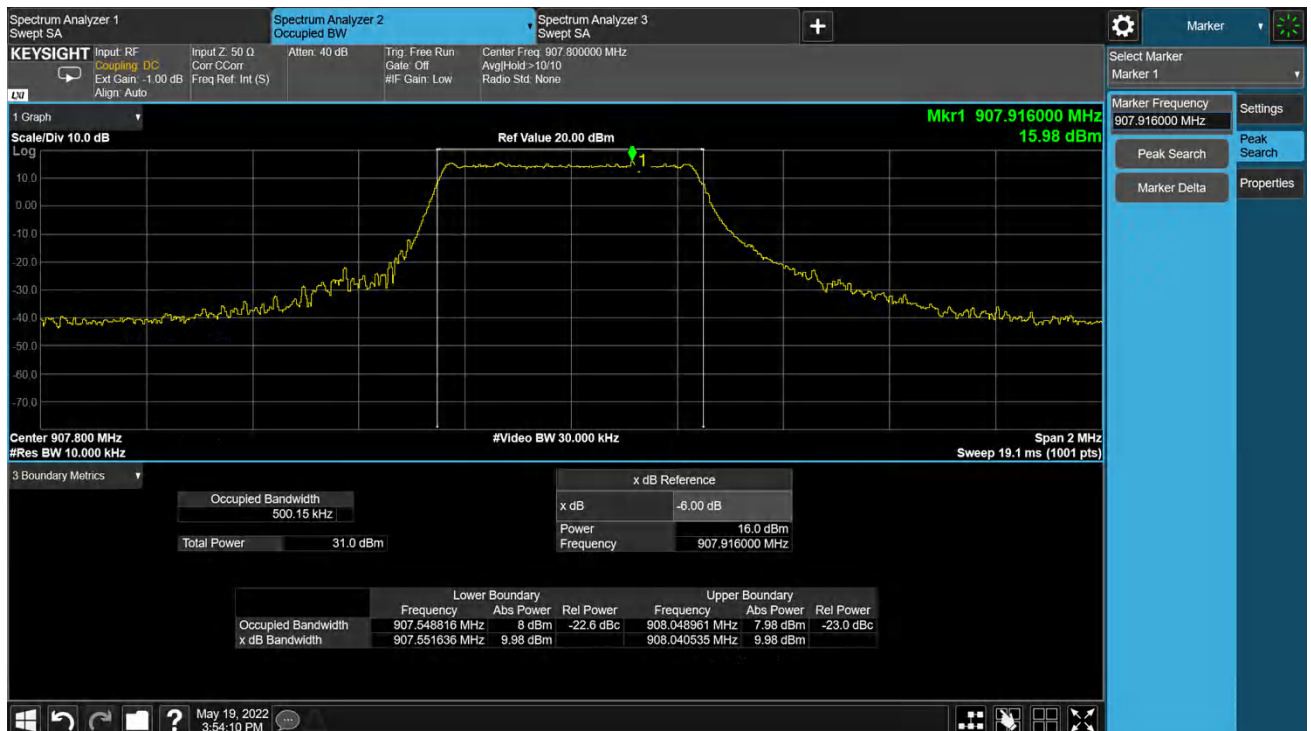 Spectrum Analyzer 1
Swept SA
Spectrum Analyzer 2
Occupied BW
Spectrum Analyzer 3
Swept SA
+
Marker
KEYSIGHT
LXI
Input: RF
Coupling: DC
Ext Gain: -1.00 dB
Align: Auto
Input Z: 50 Ω
Corr CCorr
Freq Ref: Int (S)
Atten: 40 dB
Trig: Free Run
Gate: Off
#IF Gain: Low
Center Freq: 907.800000 MHz
Avg|Hold:>10/10
Radio Std: None
Select Marker
Marker 1
Marker Frequency
907.916000 MHz
Peak Search
Marker Delta
Settings
Peak
Search
Properties
1 Graph
Mkr1 907.916000 MHz
15.98 dBm
Scale/Div 10.0 dB
Ref Value 20.00 dBm
Log
1
10.0
0.00
-10.0
-20.0
-30.0
-40.0
-50.0
-60.0
-70.0
Center 907.800 MHz
#Video BW 30.000 kHz
Span 2 MHz
#Res BW 10.000 kHz
Sweep 19.1 ms (1001 pts)
3 Boundary Metrics
Occupied Bandwidth
500.15 kHz
Total Power 31.0 dBm
x dB Reference
x dB -6.00 dB
Power 16.0 dBm
Frequency 907.916000 MHz
Lower Boundary Upper Boundary
Frequency Abs Power Rel Power Frequency Abs Power Rel Power
Occupied Bandwidth 907.548816 MHz 8 dBm -22.6 dBc 908.048961 MHz 7.98 dBm -23.0 dBc
x dB Bandwidth 907.551636 MHz 9.98 dBm 908.040535 MHz 9.98 dBm
?
May 19, 2022
3:54:10 PM